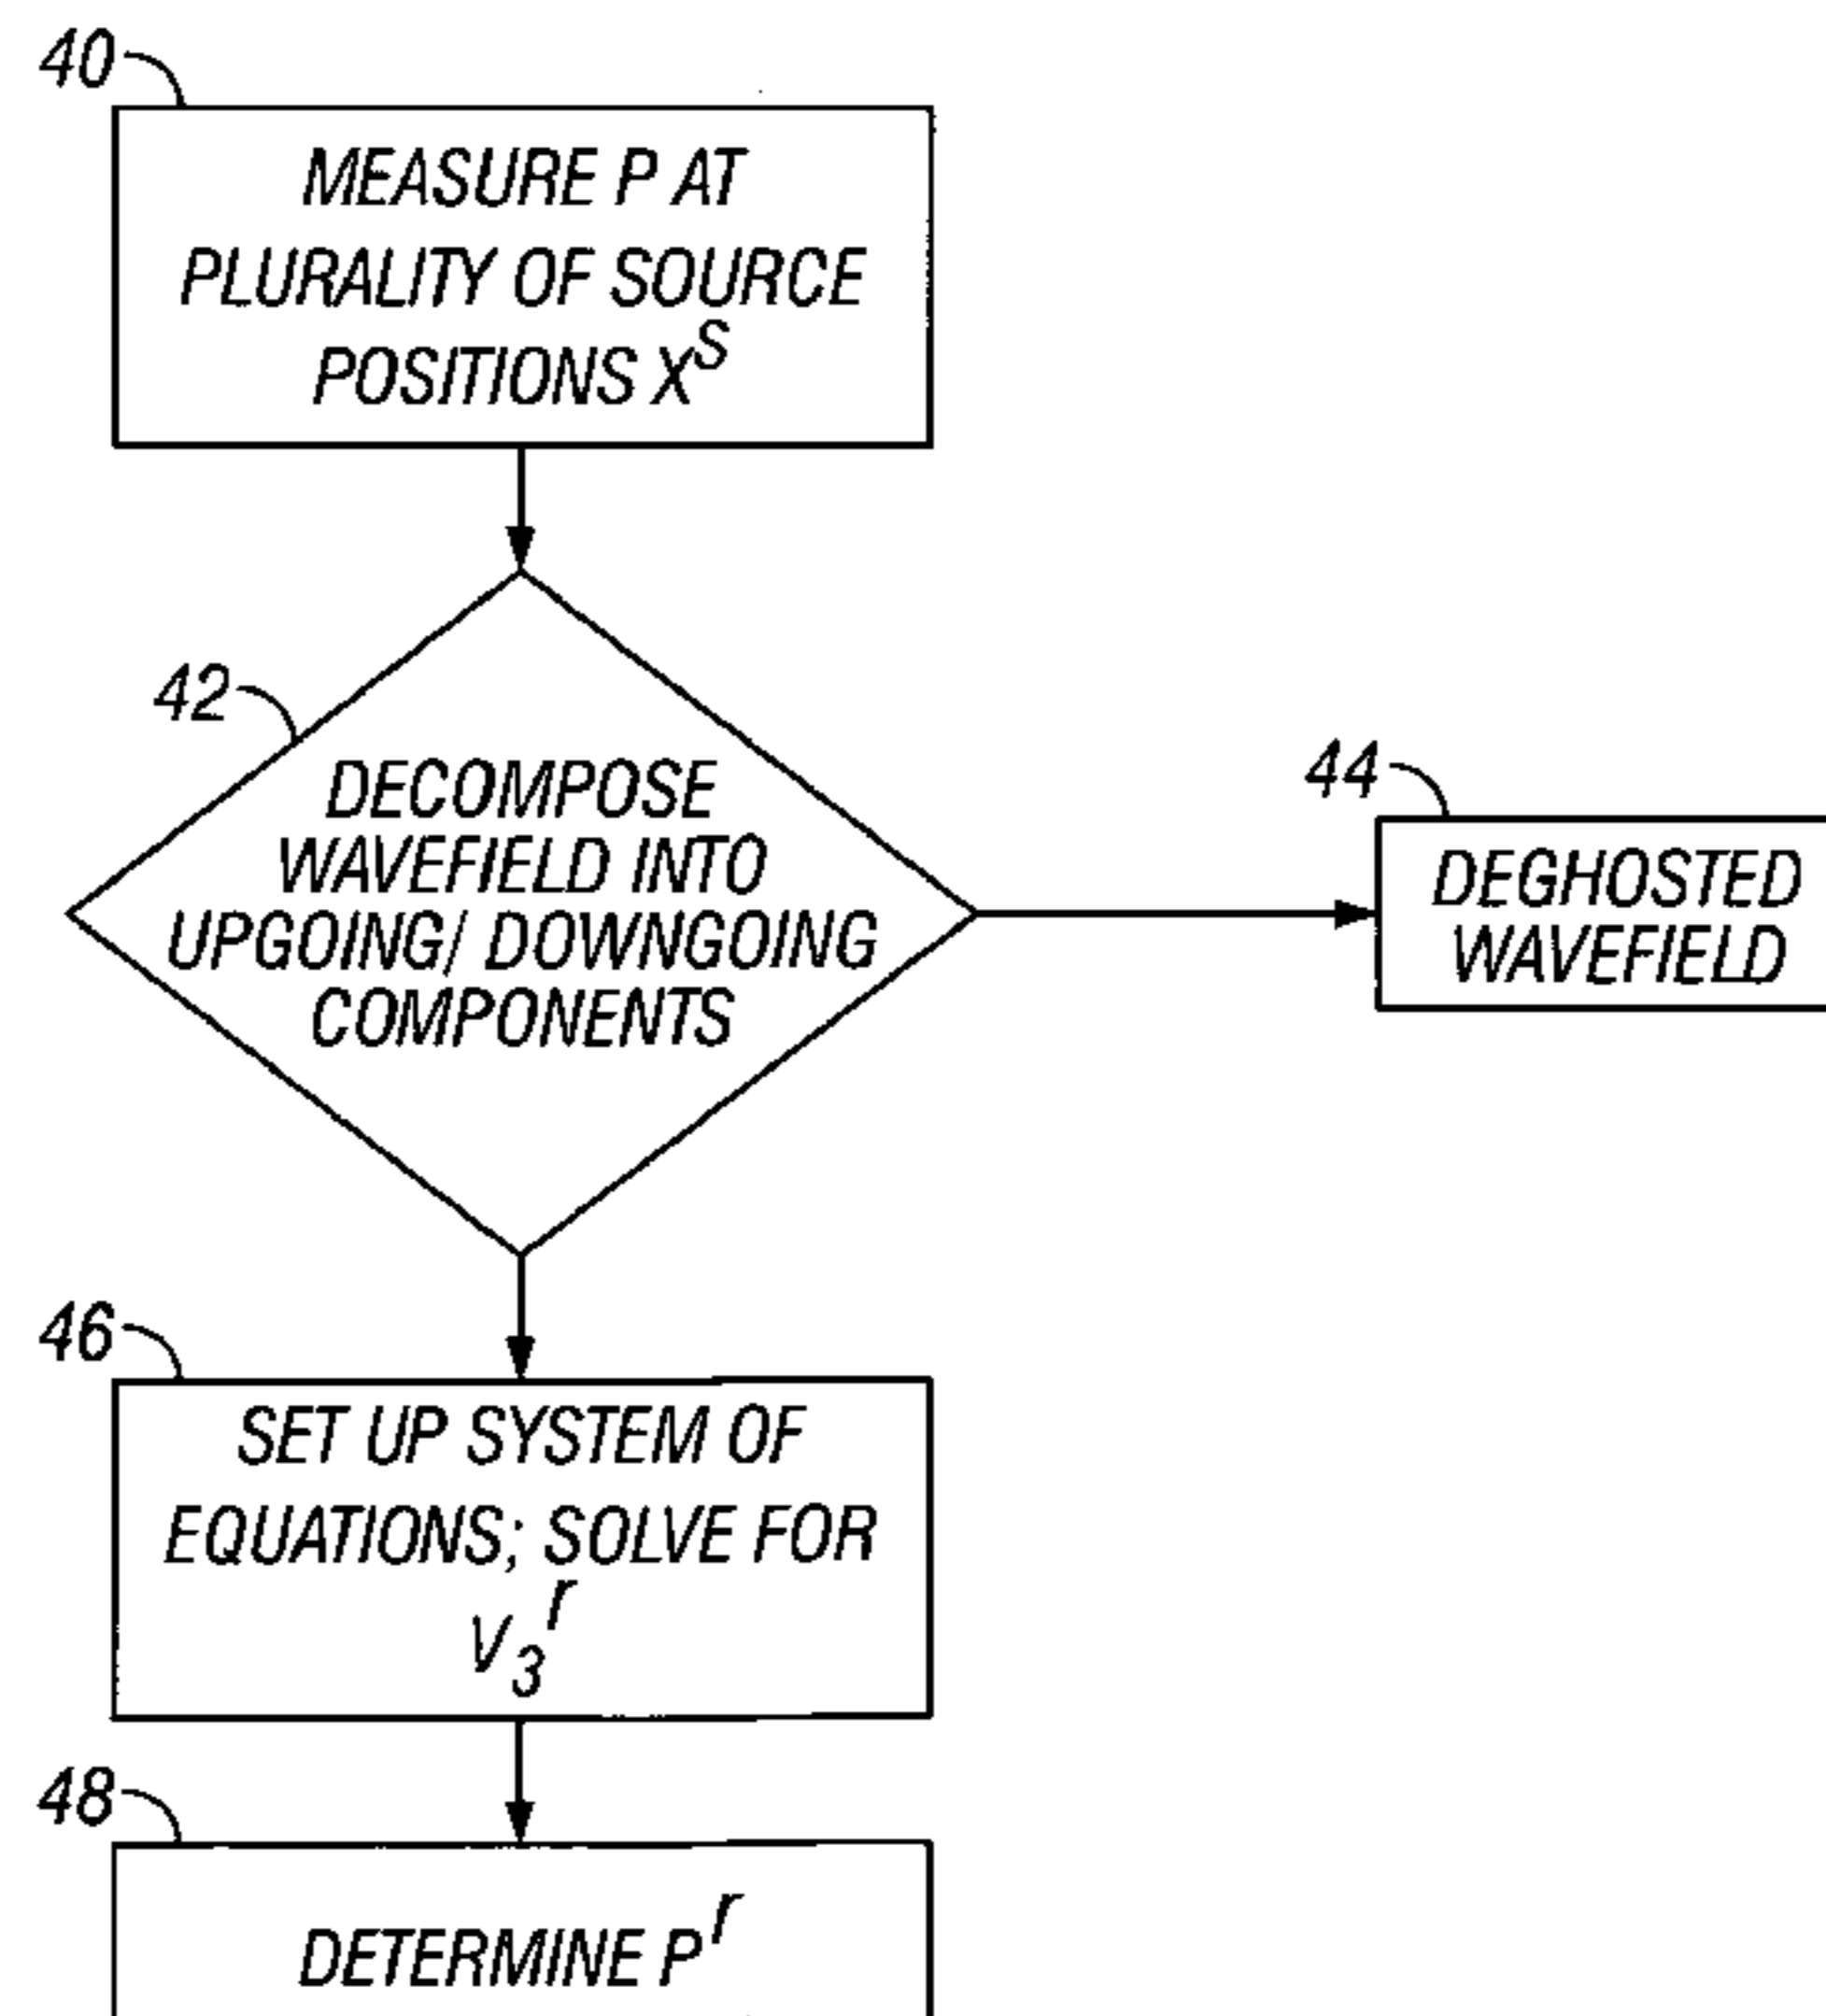 40
MEASURE P AT
PLURALITY OF SOURCE
POSITIONS X^S
42
DECOMPOSE
WAVEFIELD INTO
UPGOING/ DOWNGOING
COMPONENTS
44
DEGHOSTED
WAVEFIELD
46
SET UP SYSTEM OF
EQUATIONS; SOLVE FOR
V_3^r
48
DETERMINE P^r